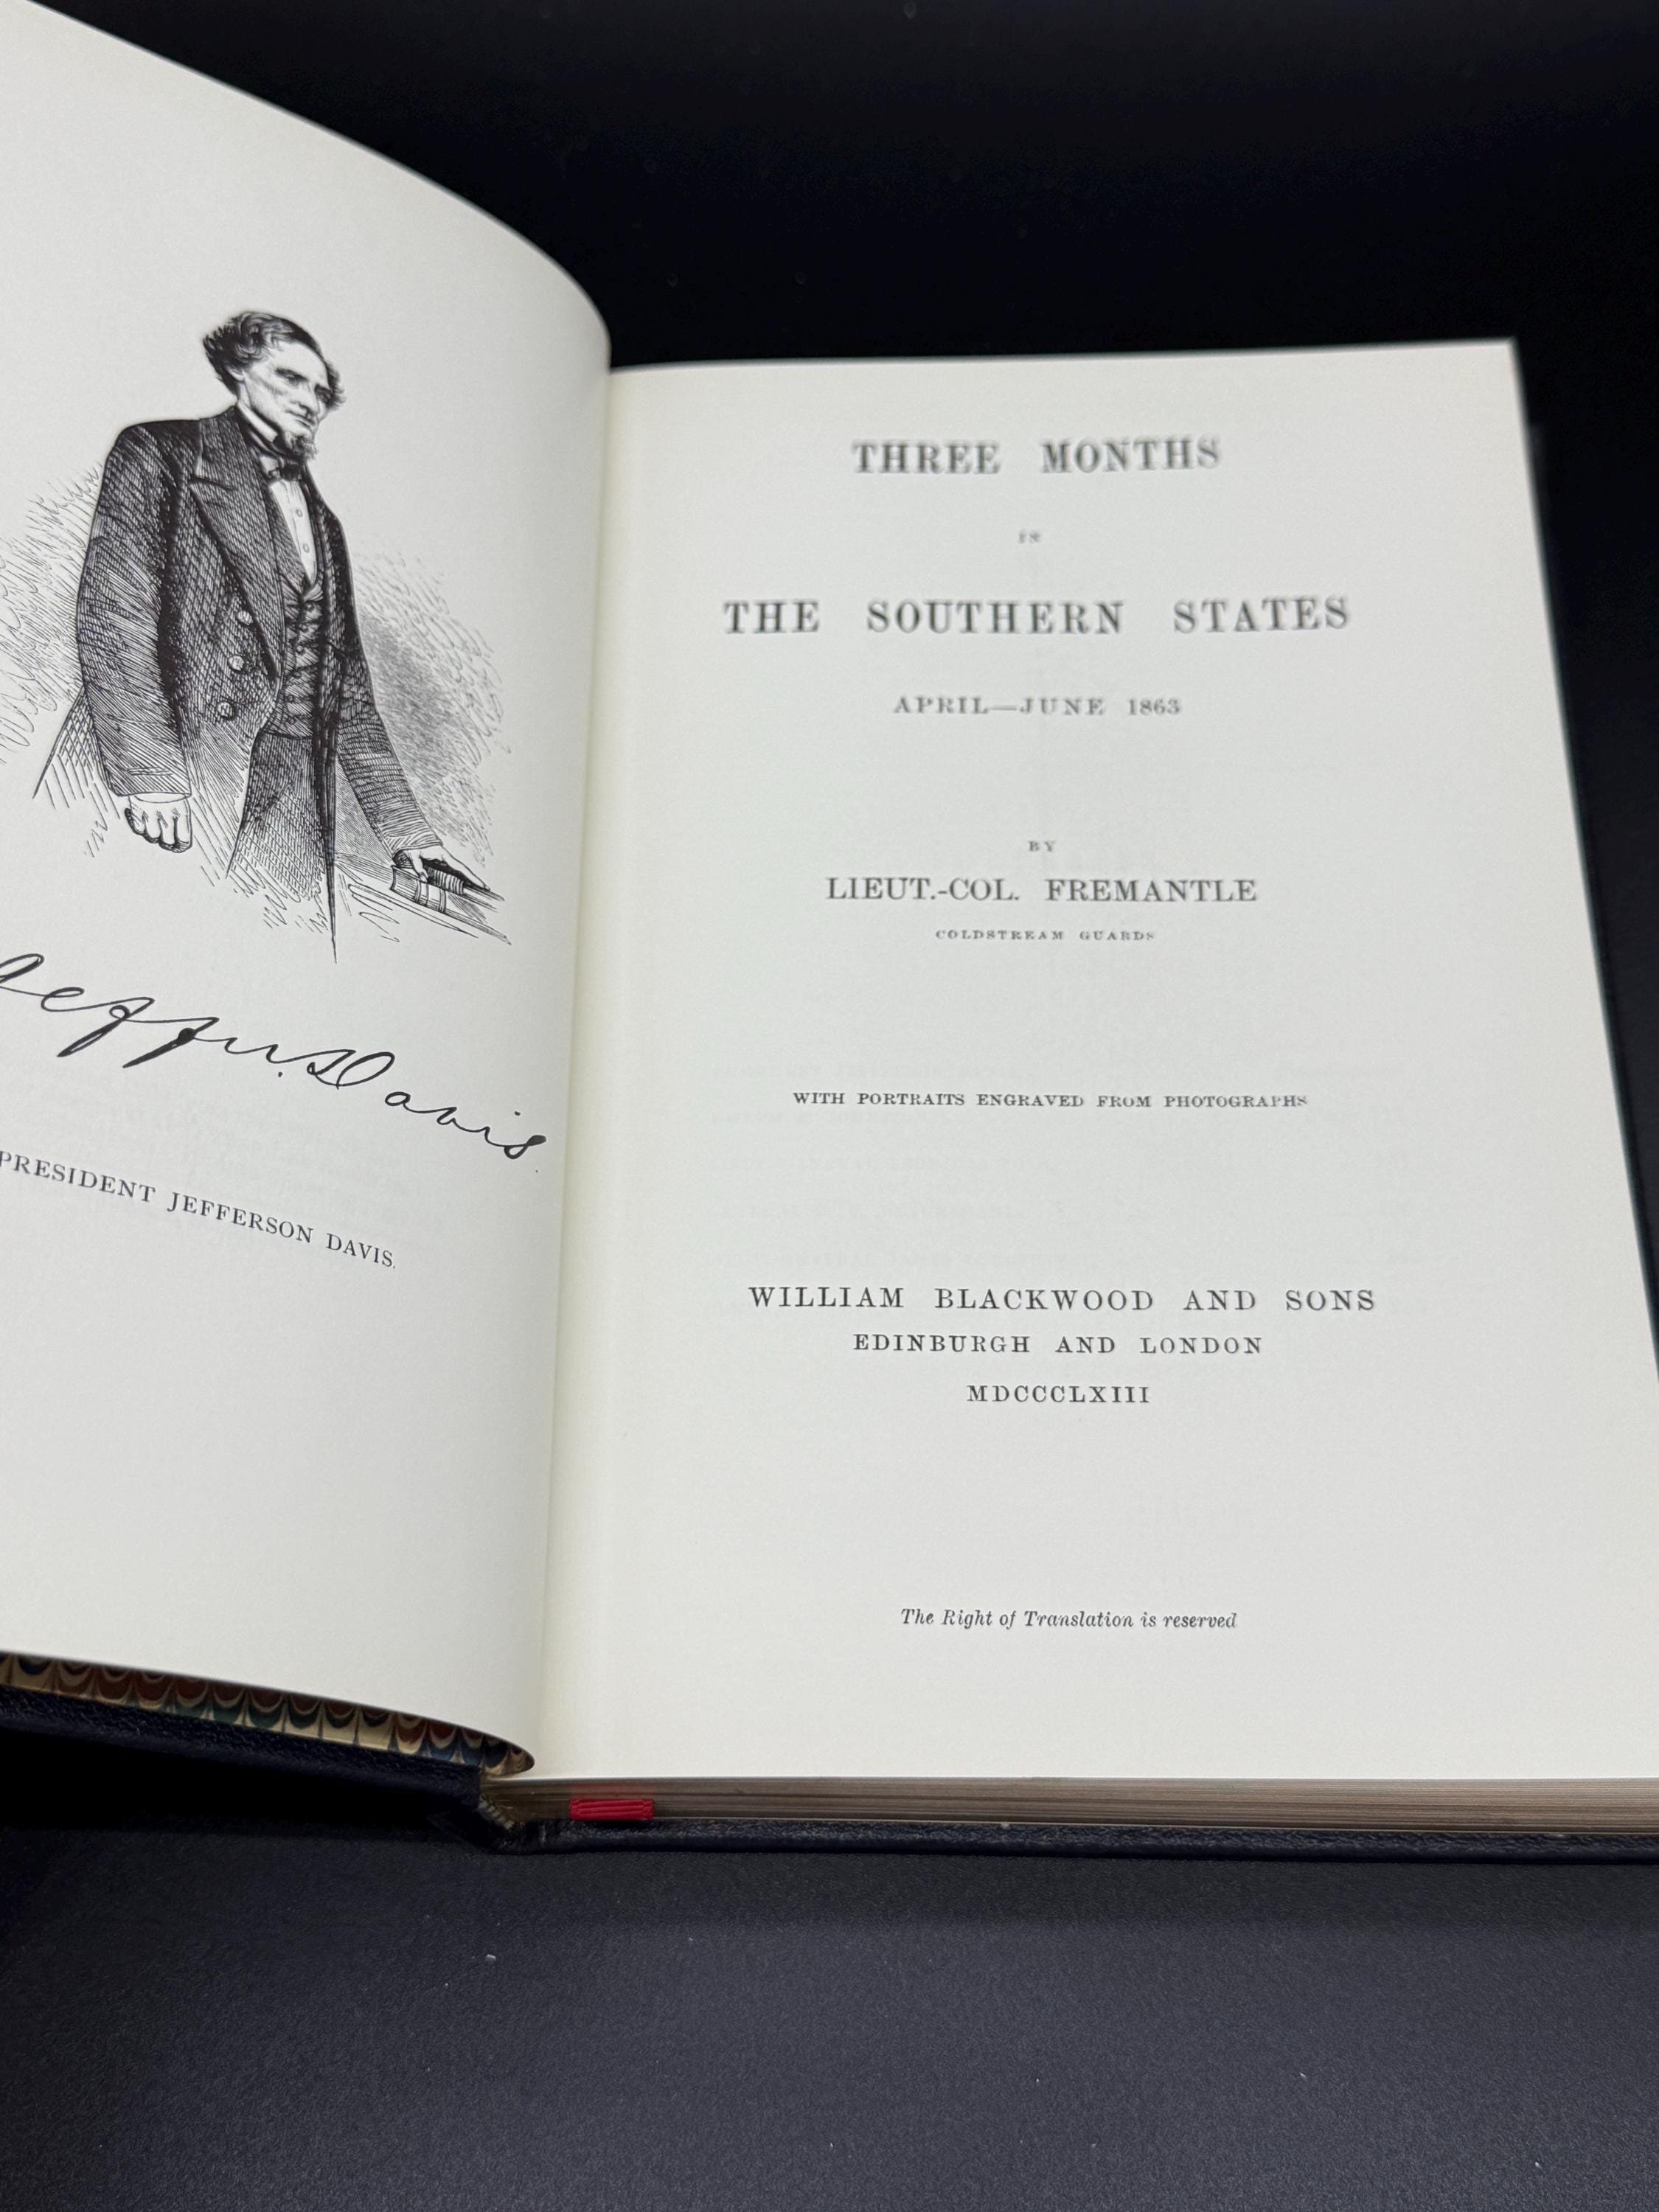 Jeffer. Davis.
PRESIDENT JEFFERSON DAVIS.
THREE MONTHS
IN
THE SOUTHERN STATES
APRIL—JUNE 1863
BY
LIEUT.-COL. FREMANTLE
COLDSTREAM GUARDS
WITH PORTRAITS ENGRAVED FROM PHOTOGRAPHS
WILLIAM BLACKWOOD AND SONS
EDINBURGH AND LONDON
MDCCCLXIII
The Right of Translation is reserved